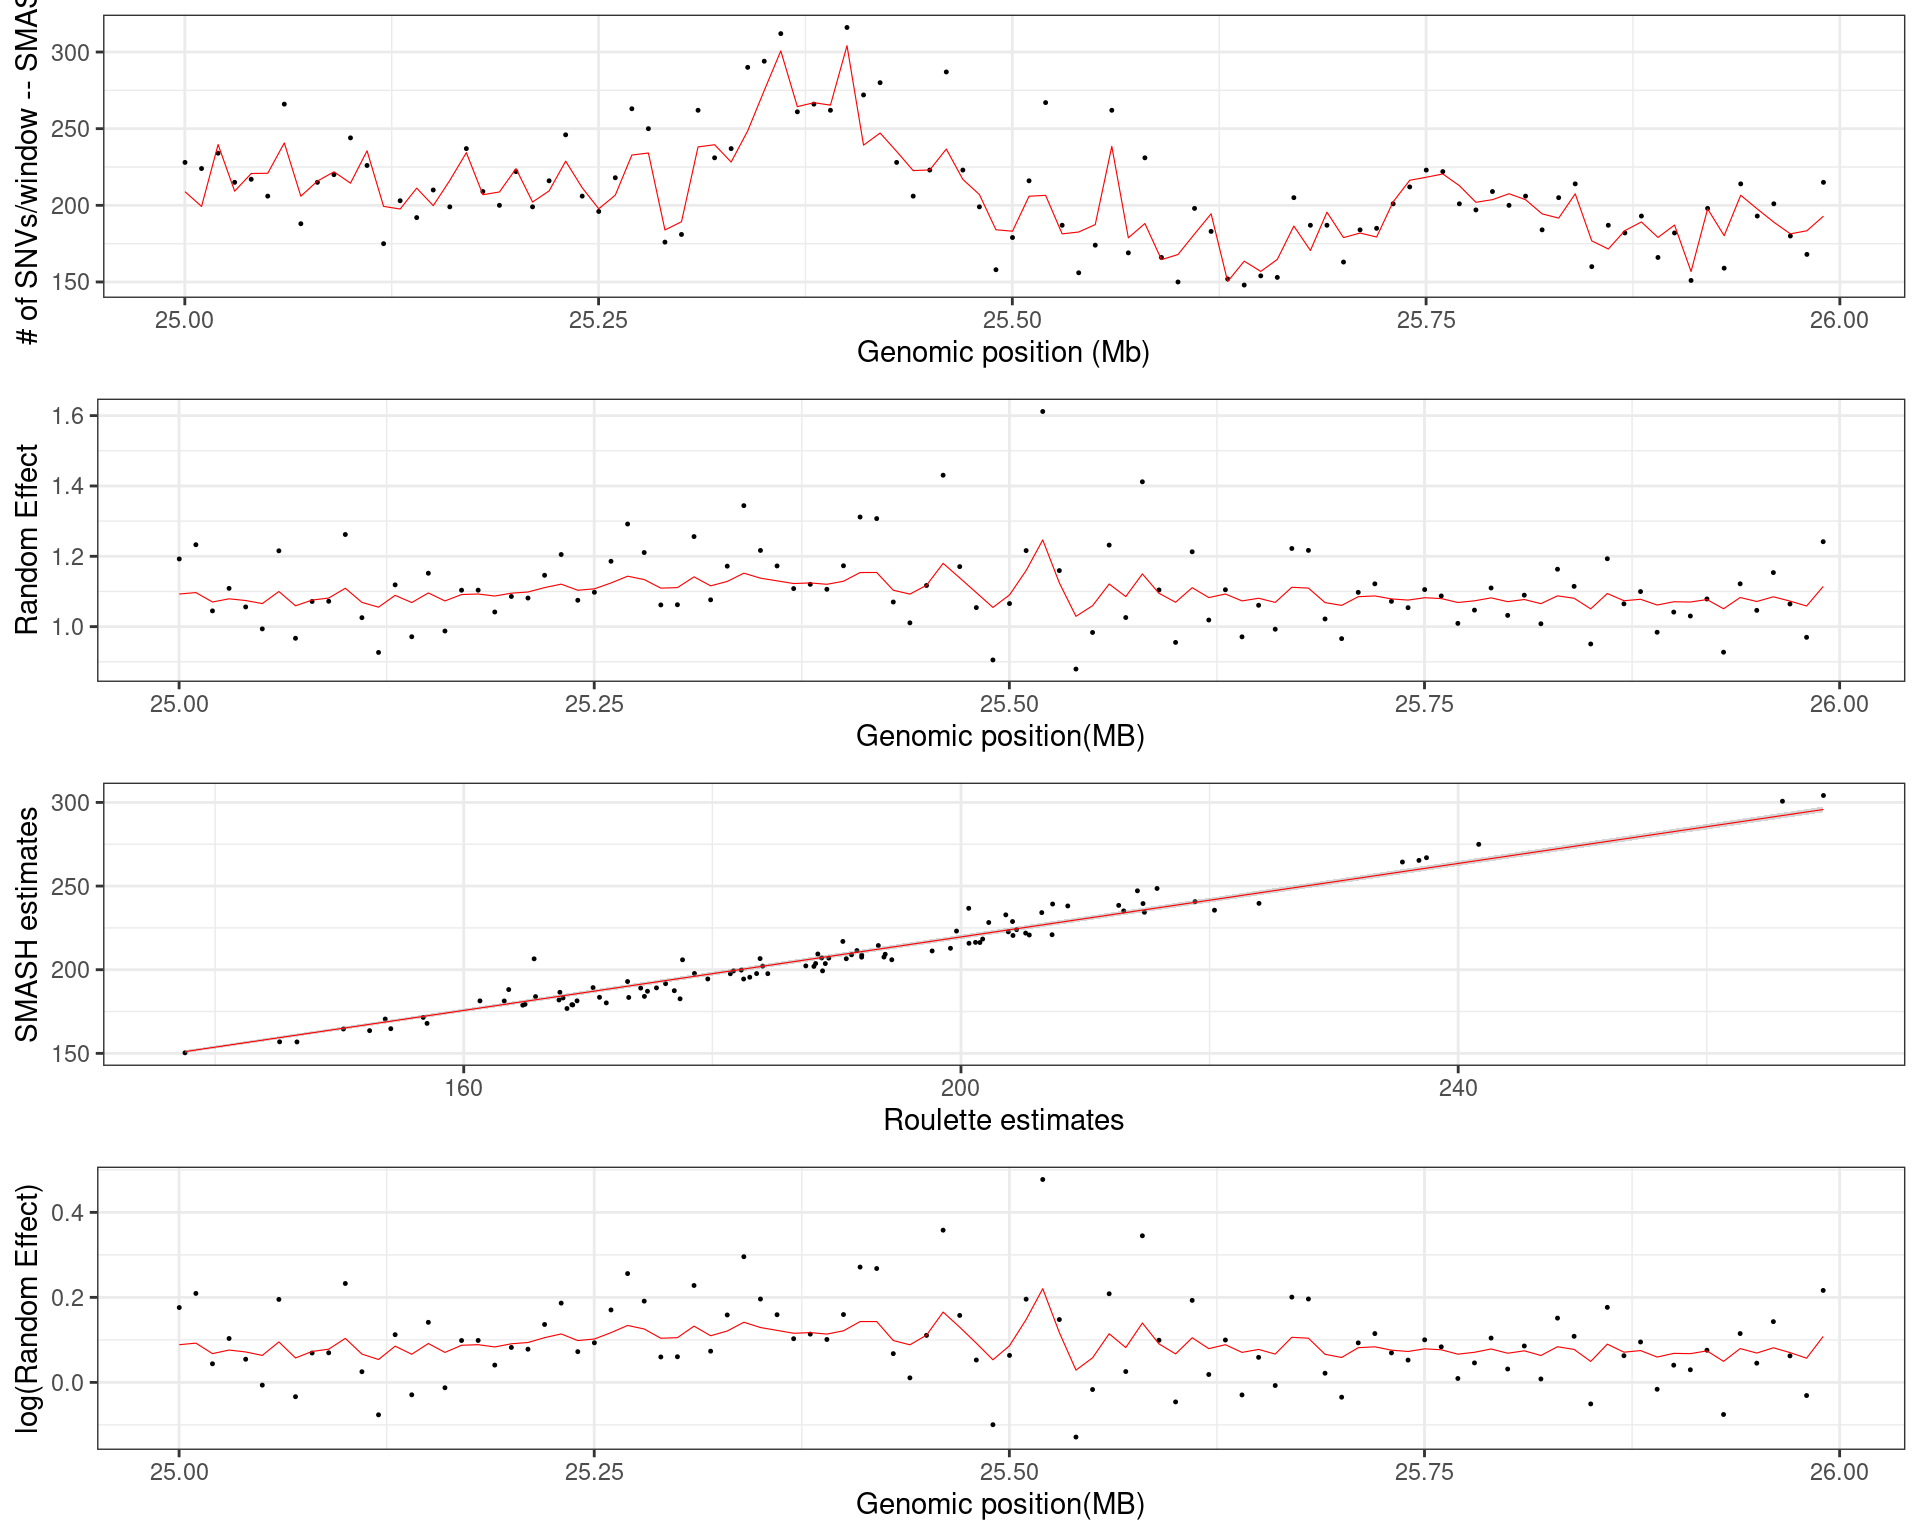 # of SNVs/window -- SMAS
300
250
200
150
25.00 25.25 25.50 25.75 26.00
Genomic position (Mb)
Random Effect
1.6
1.4
1.2
1.0
25.00 25.25 25.50 25.75 26.00
Genomic position(MB)
SMASH estimates
300
250
200
150
160 200 240
Roulette estimates
log(Random Effect)
0.4
0.2
0.0
25.00 25.25 25.50 25.75 26.00
Genomic position(MB)